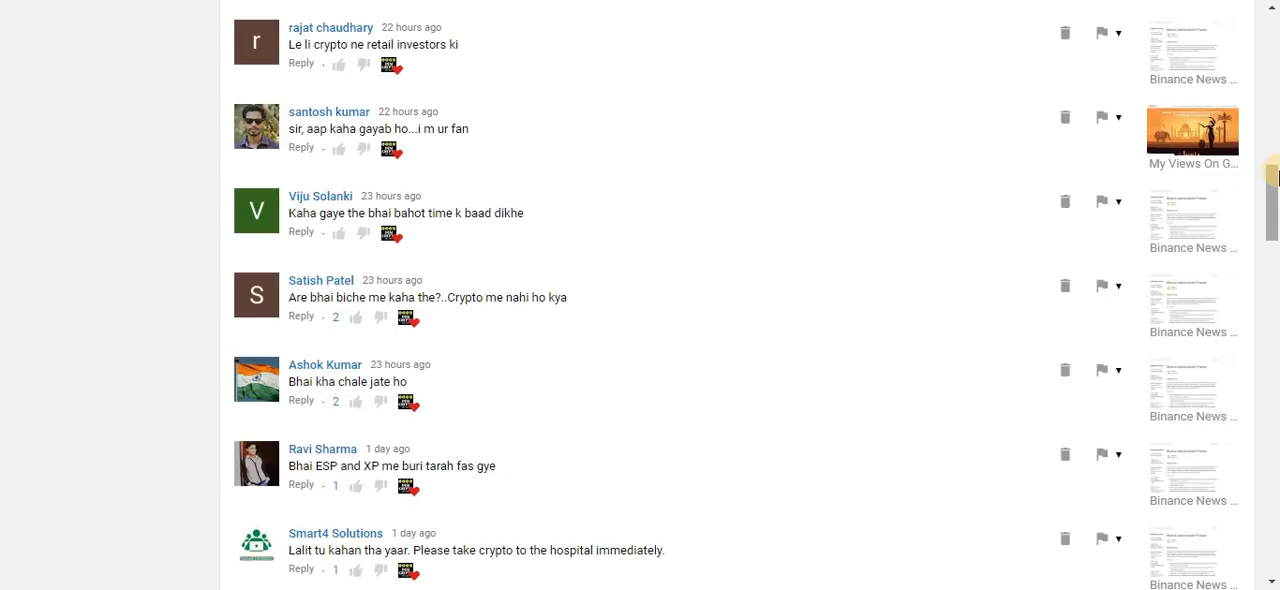 r
rajat chaudhary 22 hours ago
Le li crypto ne retail investors ki
Reply .
Binance News ...
santosh kumar 22 hours ago
sir, aap kaha gayab ho...i m ur fan
Reply .
My Views On G...
V
Viju Solanki 23 hours ago
Kaha gaye the bhai bahot time k baad dikhe
Reply .
Binance News ...
S
Satish Patel 23 hours ago
Are bhai biche me kaha the?..Crypto me nahi ho kya
Reply . 2
Binance News ...
Ashok Kumar 23 hours ago
Bhai kha chale jate ho
Reply . 2
Binance News ...
Ravi Sharma 1 day ago
Bhai ESP and XP me buri tarah fas gye
Reply . 1
Binance News ...
Smart4 Solutions 1 day ago
Lalit tu kahan tha yaar. Please take crypto to the hospital immediately.
Reply . 1
Binance News ...